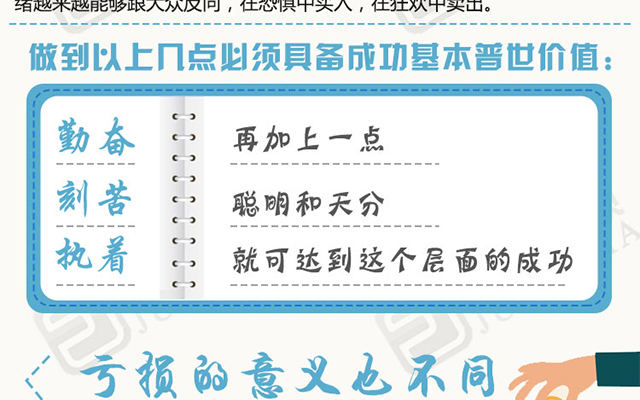 绪越来越能够跟大众反向，在恐惧中买入，在狂欢中卖出。
做到以上几点必须具备成功基本普世价值：
勤奋 再加上一点
刻苦 聪明和天分
执着 就可达到这个层面的成功
亏损的意义也不同